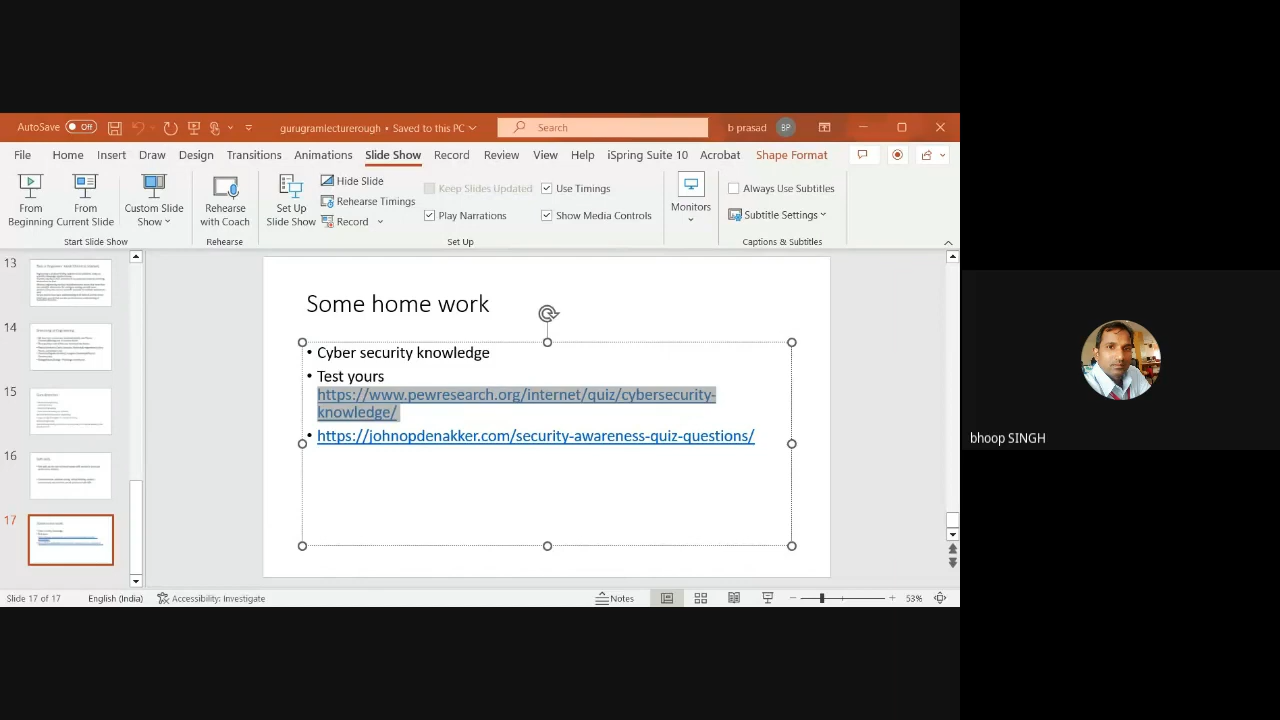 AutoSave Off gurugramlecturerough • Saved to this PC Search b prasad BP
File Home Insert Draw Design Transitions Animations Slide Show Record Review View Help iSpring Suite 10 Acrobat Shape Format
From Beginning
From Current Slide
Custom Slide Show
Rehearse with Coach
Set Up Slide Show
Hide Slide
Rehearse Timings
Record
Keep Slides Updated
Play Narrations
Use Timings
Show Media Controls
Monitors
Always Use Subtitles
Subtitle Settings
Start Slide Show Rehearse Set Up Captions & Subtitles
13
14
15
16
17
Some home work
• Cyber security knowledge
• Test yours
https://www.pewresearch.org/internet/quiz/cybersecurity-
knowledge/
• https://johnopdenakker.com/security-awareness-quiz-questions/
bhoop SINGH
Slide 17 of 17 English (India) Accessibility: Investigate Notes 53%